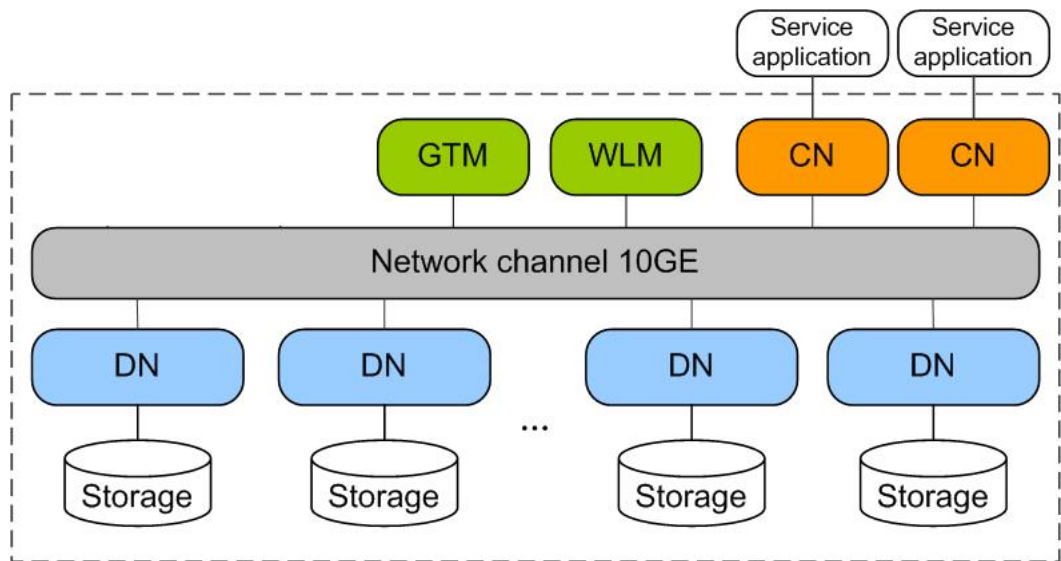 Service
application
Service
application
GTM
WLM
CN
CN
Network channel 10GE
DN
DN
DN
DN
...
Storage
Storage
Storage
Storage